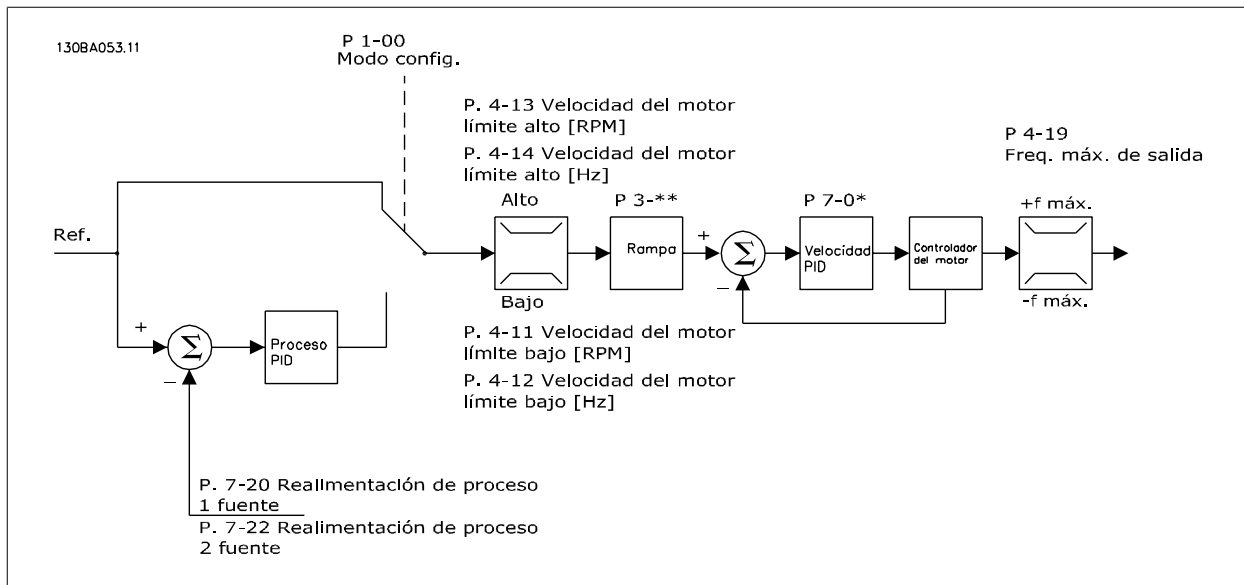 130BA053.11
P 1-00
Modo config.
P. 4-13 Velocidad del motor
límite alto [RPM]
P. 4-14 Velocidad del motor
límite alto [Hz]
P 4-19
Freq. máx. de salida
Alto
P 3-**
P 7-0*
+f máx.
Ref.
+
Σ
−
Rampa
Velocidad
PID
Controlador
del motor
Bajo
-f máx.
+
Σ
−
Proceso
PID
P. 4-11 Velocidad del motor
límite bajo [RPM]
P. 4-12 Velocidad del motor
límite bajo [Hz]
P. 7-20 Realimentación de proceso
1 fuente
P. 7-22 Realimentación de proceso
2 fuente